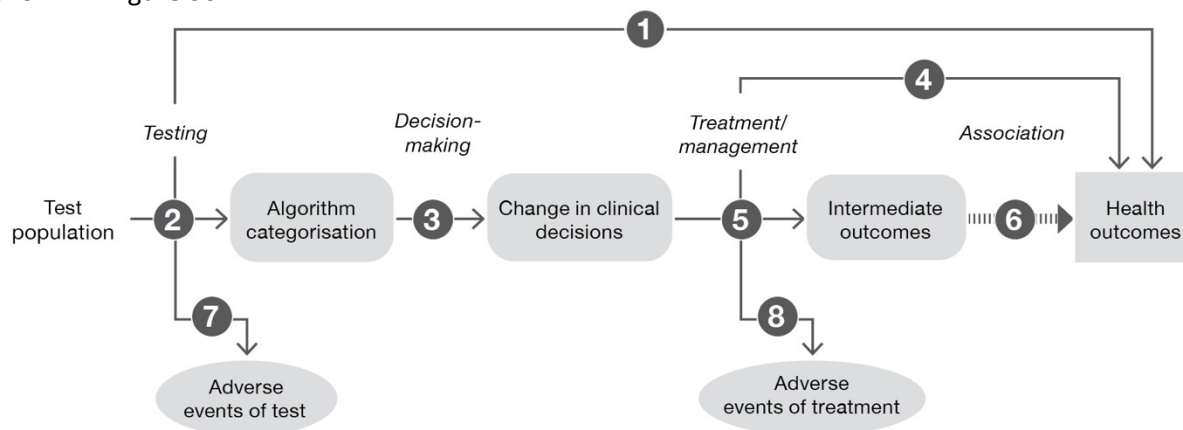 1
4
Testing
Decision-
making
Treatment/
management
Association
Test
population
2
Algorithm
categorisation
3
Change in clinical
decisions
5
Intermediate
outcomes
6
Health
outcomes
7
8
Adverse
events of test
Adverse
events of treatment